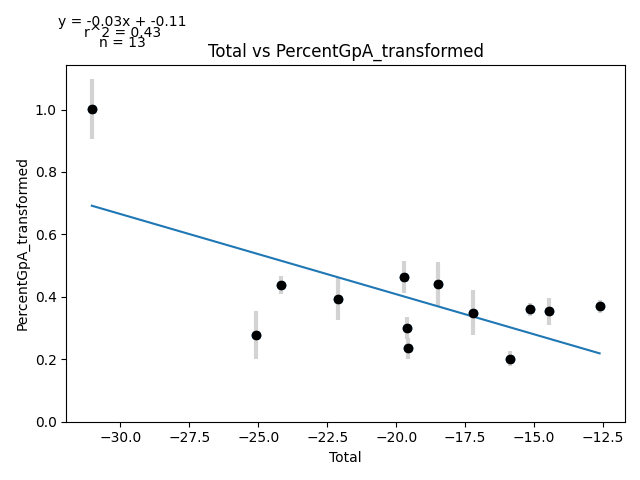 y = -0.03x + -0.11
r^2 = 0.43
n = 13
Total vs PercentGpA_transformed
PercentGpA_transformed
1.0
0.8
0.6
0.4
0.2
0.0
−30.0 −27.5 −25.0 −22.5 −20.0 −17.5 −15.0 −12.5
Total